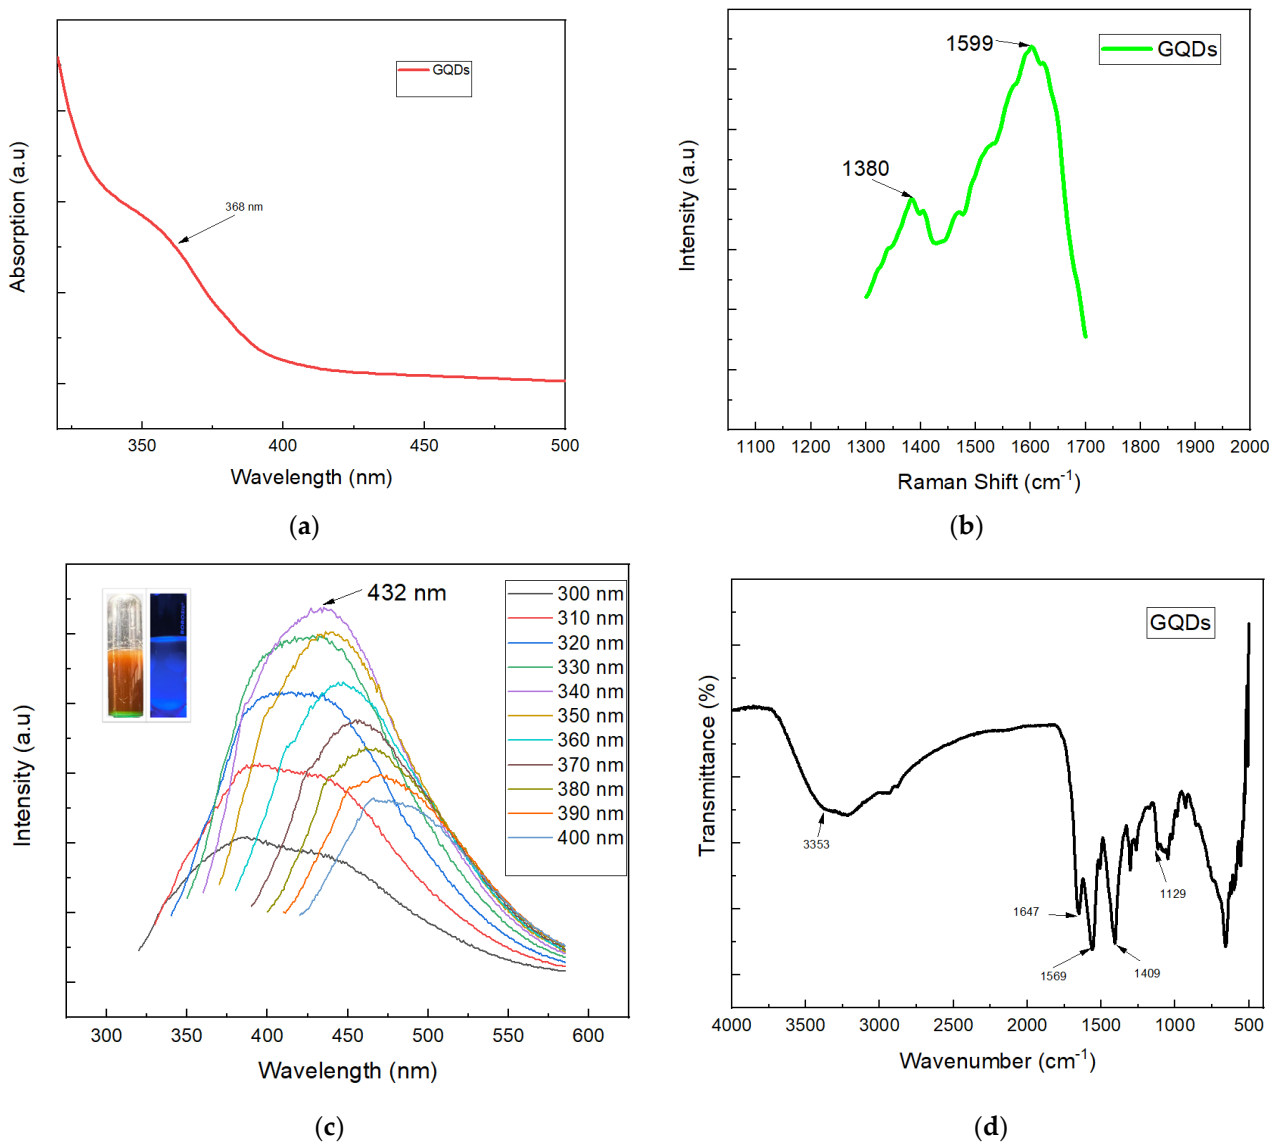 GQDs
368 nm
Absorption (a.u)
350
400
450
500
Wavelength (nm)
(a)
1599
GQDs
1380
Intensity (a.u)
1100 1200 1300 1400 1500 1600 1700 1800 1900 2000
Raman Shift (cm⁻¹)
(b)
432 nm
300 nm
310 nm
320 nm
330 nm
340 nm
350 nm
360 nm
370 nm
380 nm
390 nm
400 nm
Intensity (a.u)
300 350 400 450 500 550 600
Wavelength (nm)
(c)
GQDs
3353
1647
1129
1569
1409
Transmittance (%)
4000 3500 3000 2500 2000 1500 1000 500
Wavenumber (cm⁻¹)
(d)